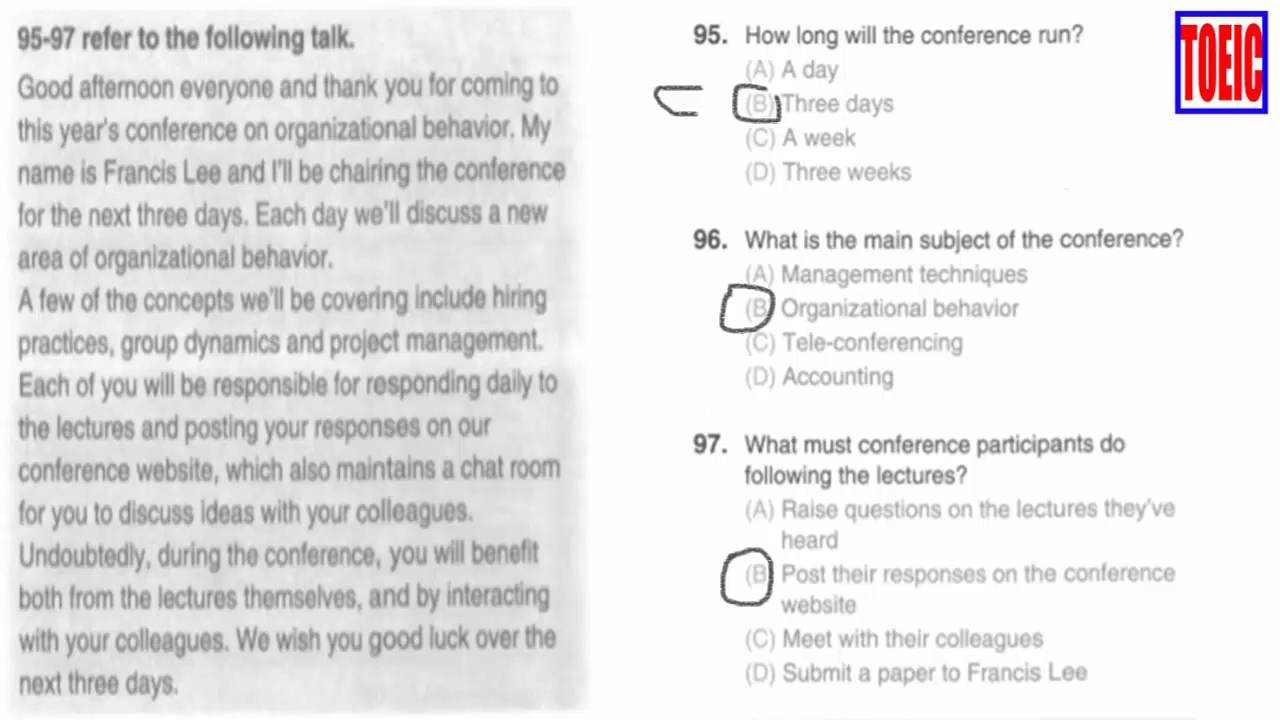 95-97 refer to the following talk.
Good afternoon everyone and thank you for coming to
this year's conference on organizational behavior. My
name is Francis Lee and I'll be chairing the conference
for the next three days. Each day we'll discuss a new
area of organizational behavior.
A few of the concepts we'll be covering include hiring
practices, group dynamics and project management.
Each of you will be responsible for responding daily to
the lectures and posting your responses on our
conference website, which also maintains a chat room
for you to discuss ideas with your colleagues.
Undoubtedly, during the conference, you will benefit
both from the lectures themselves, and by interacting
with your colleagues. We wish you good luck over the
next three days.
95. How long will the conference run?
(A) A day
(B) Three days
(C) A week
(D) Three weeks
96. What is the main subject of the conference?
(A) Management techniques
(B) Organizational behavior
(C) Tele-conferencing
(D) Accounting
97. What must conference participants do
following the lectures?
(A) Raise questions on the lectures they've
heard
(B) Post their responses on the conference
website
(C) Meet with their colleagues
(D) Submit a paper to Francis Lee
TOEIC